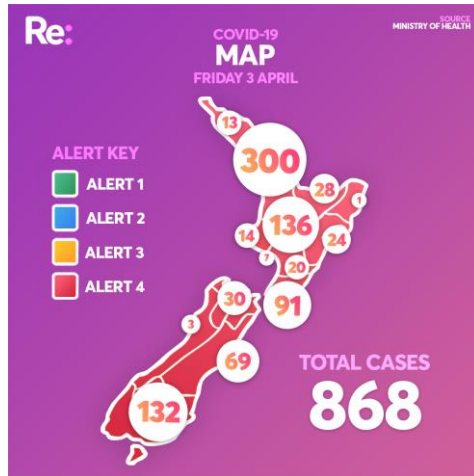 Re:
SOURCE
MINISTRY OF HEALTH
COVID-19
MAP
FRIDAY 3 APRIL
13
300
ALERT KEY
ALERT 1
ALERT 2
ALERT 3
ALERT 4
28
1
136
14
24
7
20
30
91
3
69
132
TOTAL CASES
868